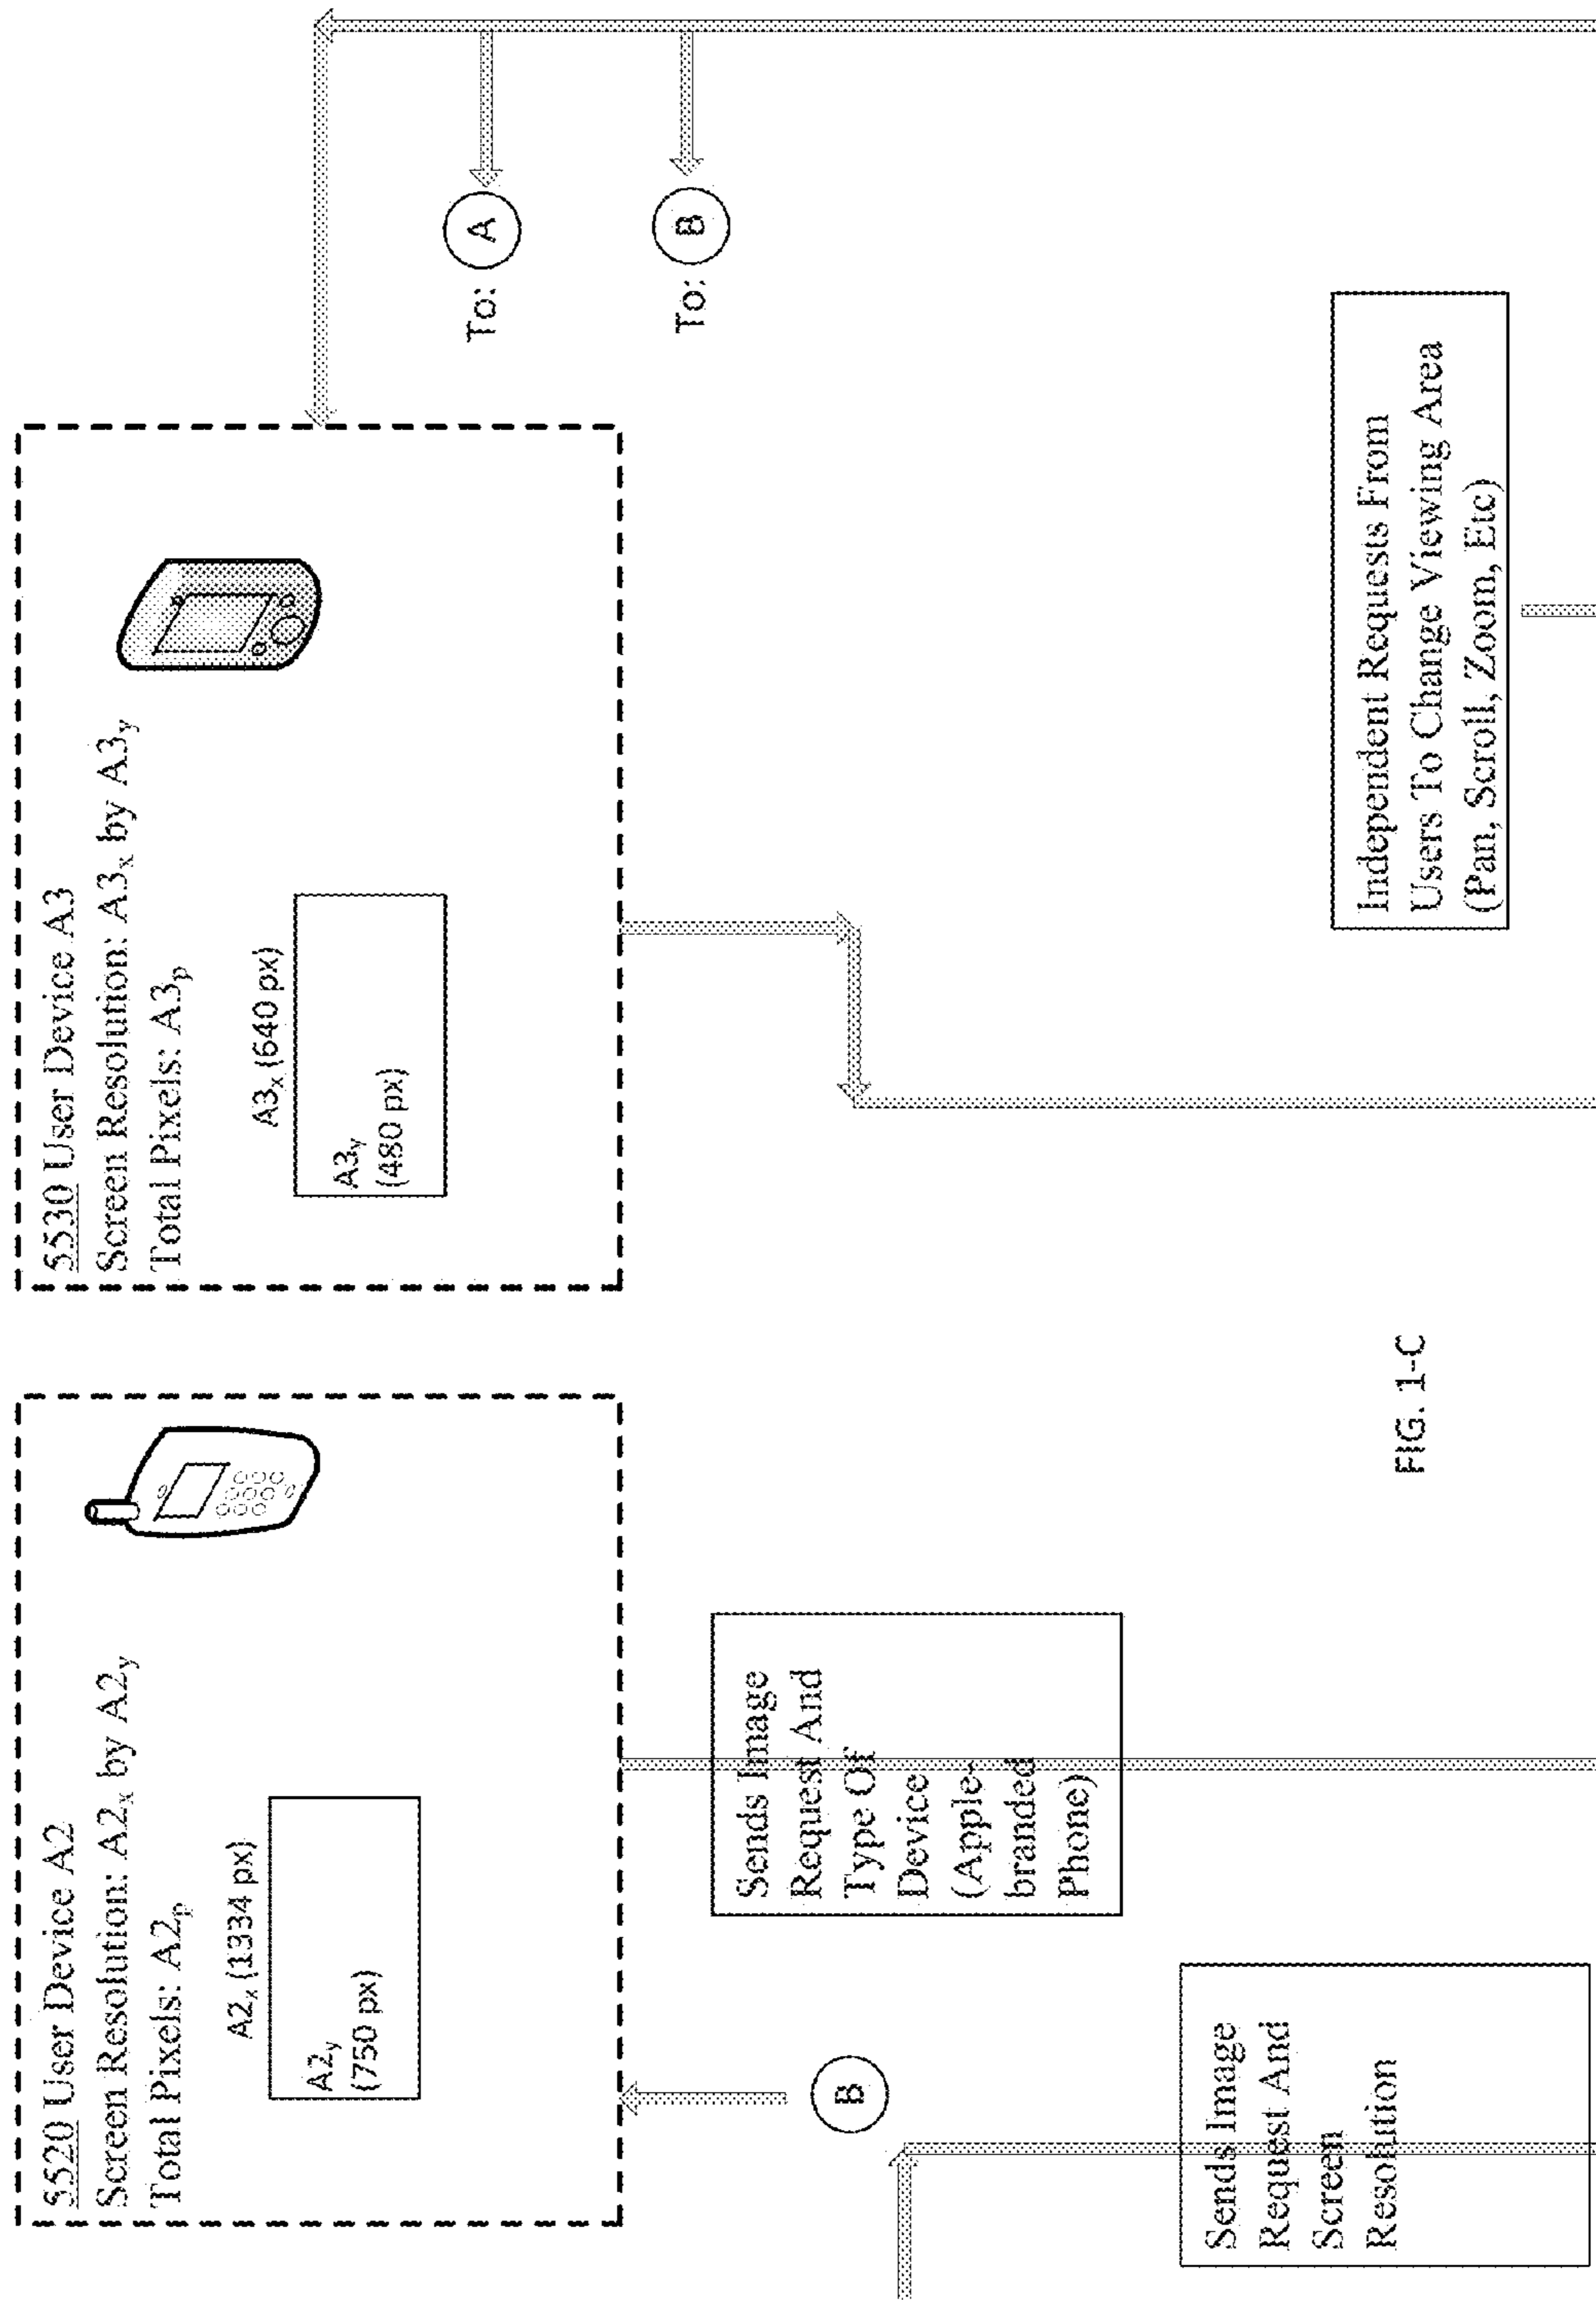 5520 User Device A2
Screen Resolution: A2x by A2y
Total Pixels: A2p
A2x (1334 px)
A2y
(750 px)
5530 User Device A3
Screen Resolution: A3x by A3y
Total Pixels: A3p
A3x (640 px)
A3y
(480 px)
To: A
To: B
B
Sends Image
Request And
Type Of
Device
(Apple-
branded
Phone)
Sends Image
Request And
Screen
Resolution
Independent Requests From
Users To Change Viewing Area
(Pan, Scroll, Zoom, Etc)
FIG. 1-C